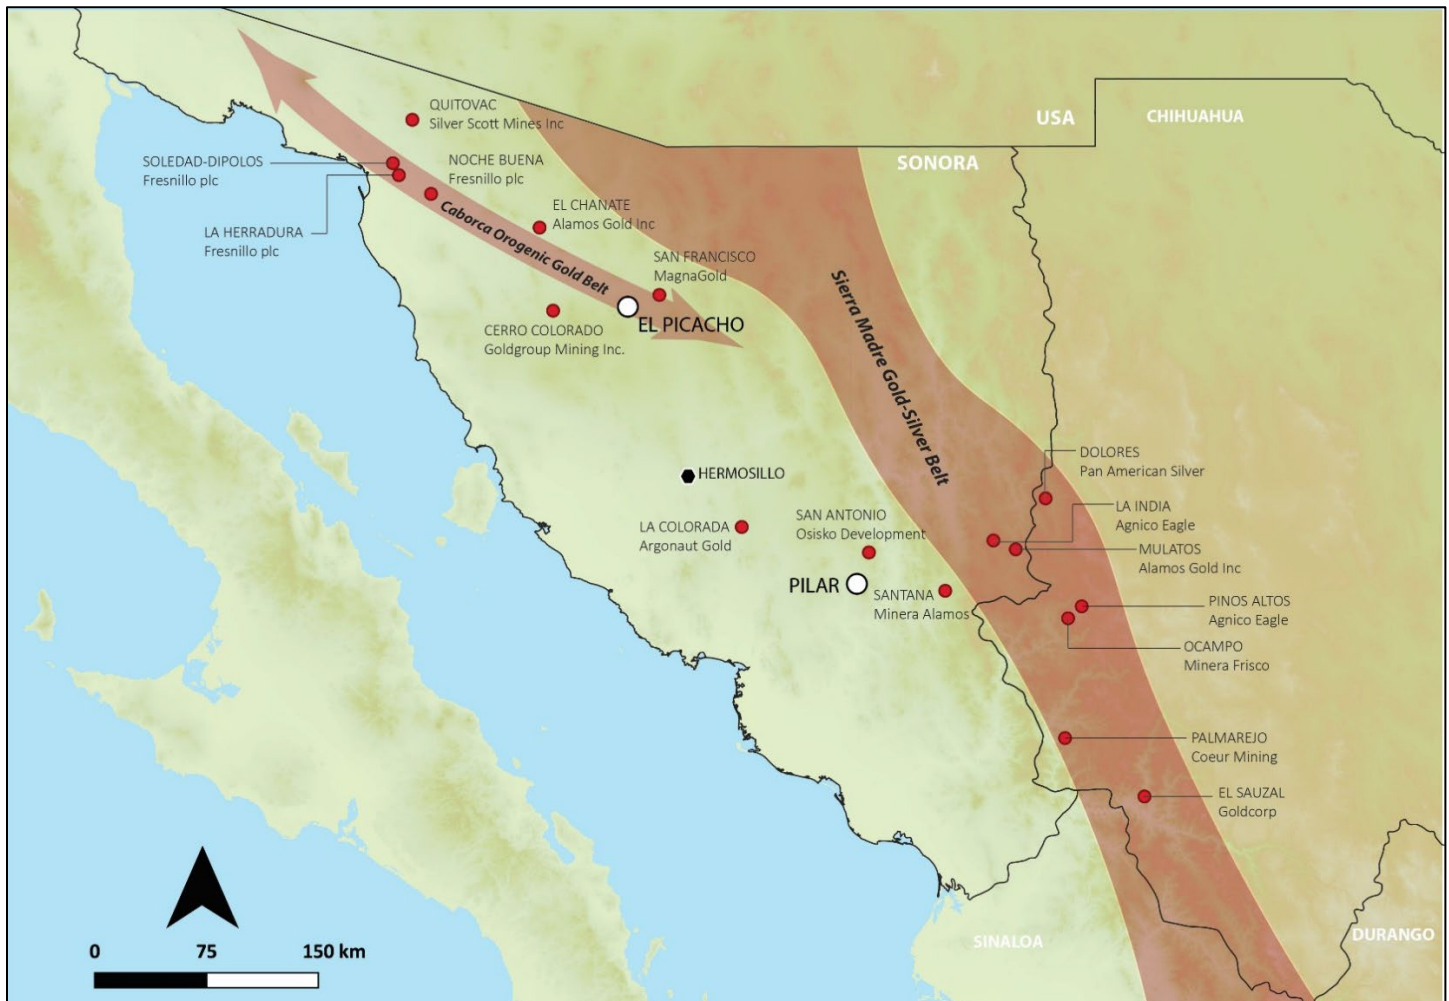 USA
CHIHUAHUA
QUITOVAC
Silver Scott Mines Inc
SONORA
SOLEDAD-DIPOLOS
Fresnillo plc
NOCHE BUENA
Fresnillo plc
LA HERRADURA
Fresnillo plc
EL CHANATE
Alamos Gold Inc
Caborca Orogenic Gold Belt
SAN FRANCISCO
MagnaGold
EL PICACHO
CERRO COLORADO
Goldgroup Mining Inc.
Sierra Madre Gold-Silver Belt
HERMOSILLO
DOLORES
Pan American Silver
LA INDIA
Agnico Eagle
LA COLORADA
Argonaut Gold
SAN ANTONIO
Osisko Development
MULATOS
Alamos Gold Inc
PILAR
SANTANA
Minera Alamos
PINOS ALTOS
Agnico Eagle
OCAMPO
Minera Frisco
PALMAREJO
Coeur Mining
EL SAUZAL
Goldcorp
SINALOA
DURANGO
0 75 150 km